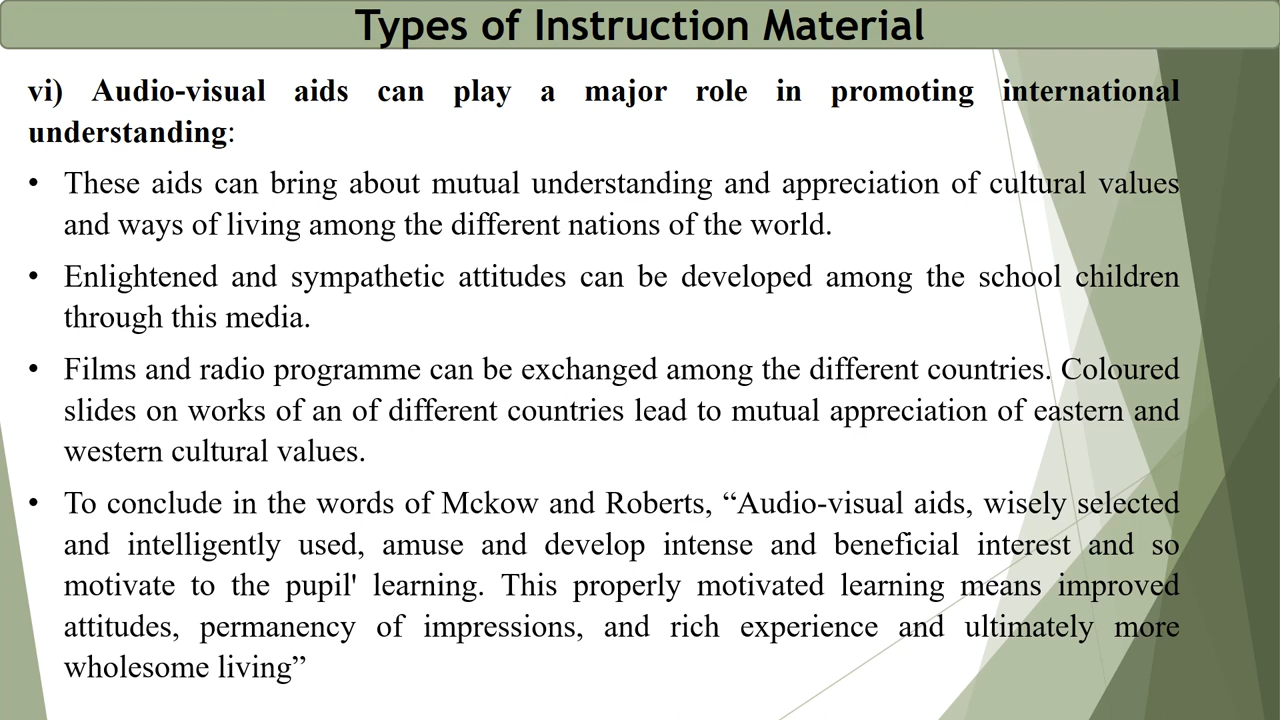 Types of Instruction Material
vi) Audio-visual aids can play a major role in promoting international
understanding:
• These aids can bring about mutual understanding and appreciation of cultural values
and ways of living among the different nations of the world.
• Enlightened and sympathetic attitudes can be developed among the school children
through this media.
• Films and radio programme can be exchanged among the different countries. Coloured
slides on works of an of different countries lead to mutual appreciation of eastern and
western cultural values.
• To conclude in the words of Mckow and Roberts, “Audio-visual aids, wisely selected
and intelligently used, amuse and develop intense and beneficial interest and so
motivate to the pupil' learning. This properly motivated learning means improved
attitudes, permanency of impressions, and rich experience and ultimately more
wholesome living”